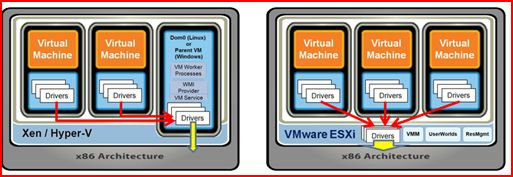 Virtual
Machine
Drivers
Virtual
Machine
Drivers
Dom0 (Linux)
or
Parent VM
(Windows)
VM Worker
Processes
WMI
Provider
VM Service
Drivers
Xen / Hyper-V
x86 Architecture
Virtual
Machine
Drivers
Virtual
Machine
Drivers
Virtual
Machine
Drivers
VMware ESXi
Drivers
VMM
UserWorlds
ResMgmt
x86 Architecture